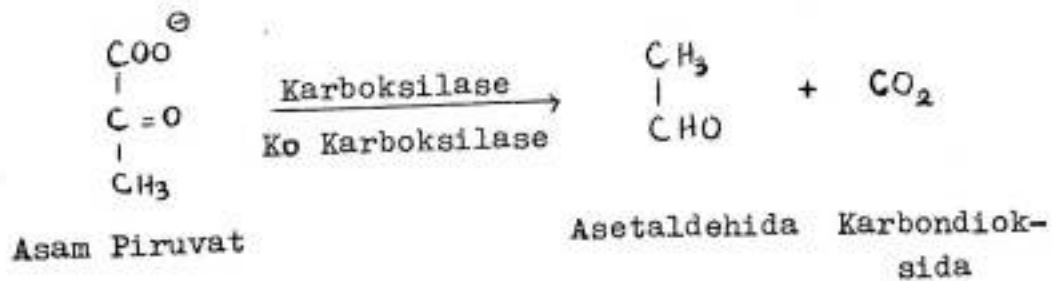 COO⊖
C=O
CH₃
Asam Piruvat
Karboksilase
Ko Karboksilase
CH₃
CHO
Asetaldehida
+
CO₂
Karbondiok-
sida